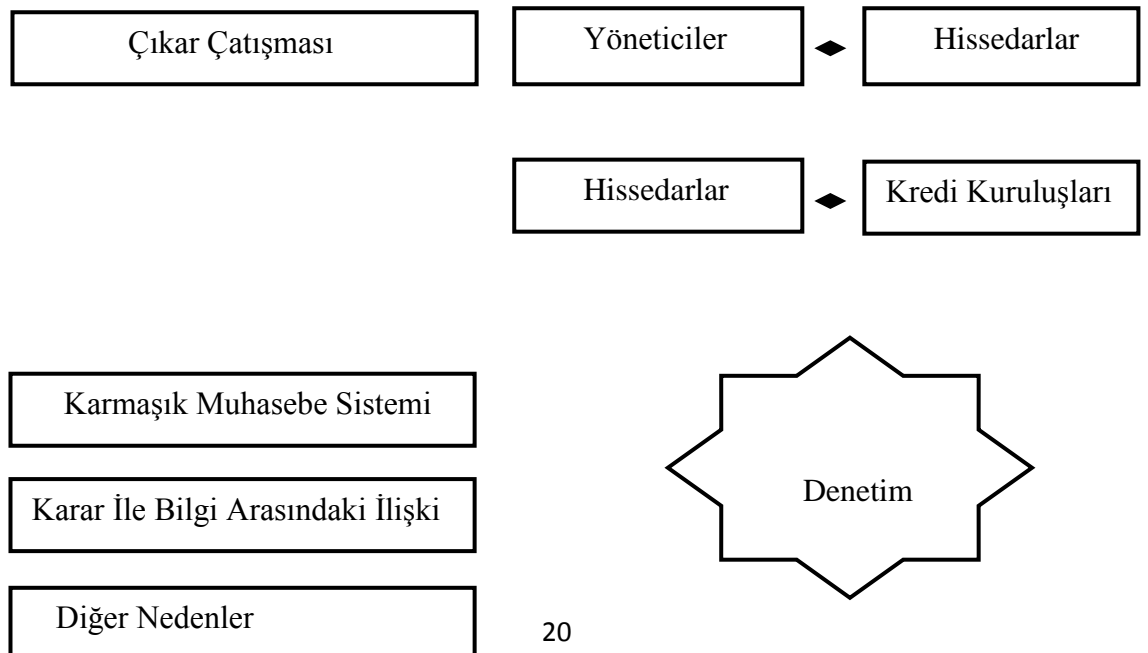 Çıkar Çatışması
Yöneticiler
Hissedarlar
Hissedarlar
Kredi Kuruluşları
Karmaşık Muhasebe Sistemi
Karar İle Bilgi Arasındaki İlişki
Denetim
Diğer Nedenler
20